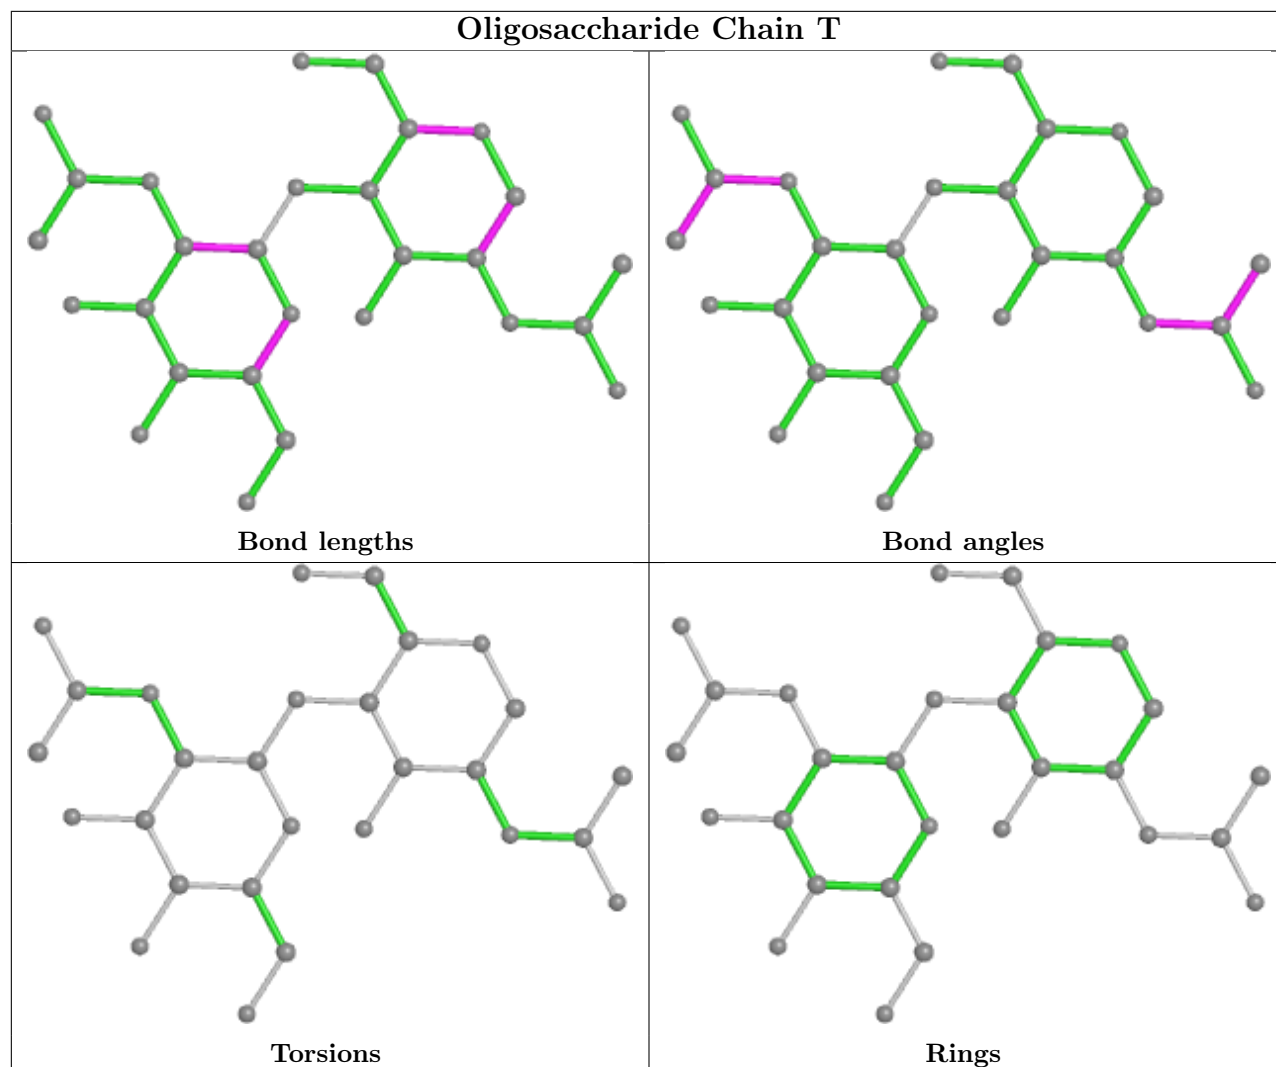 Oligosaccharide Chain T
Bond lengths
Bond angles
Torsions
Rings